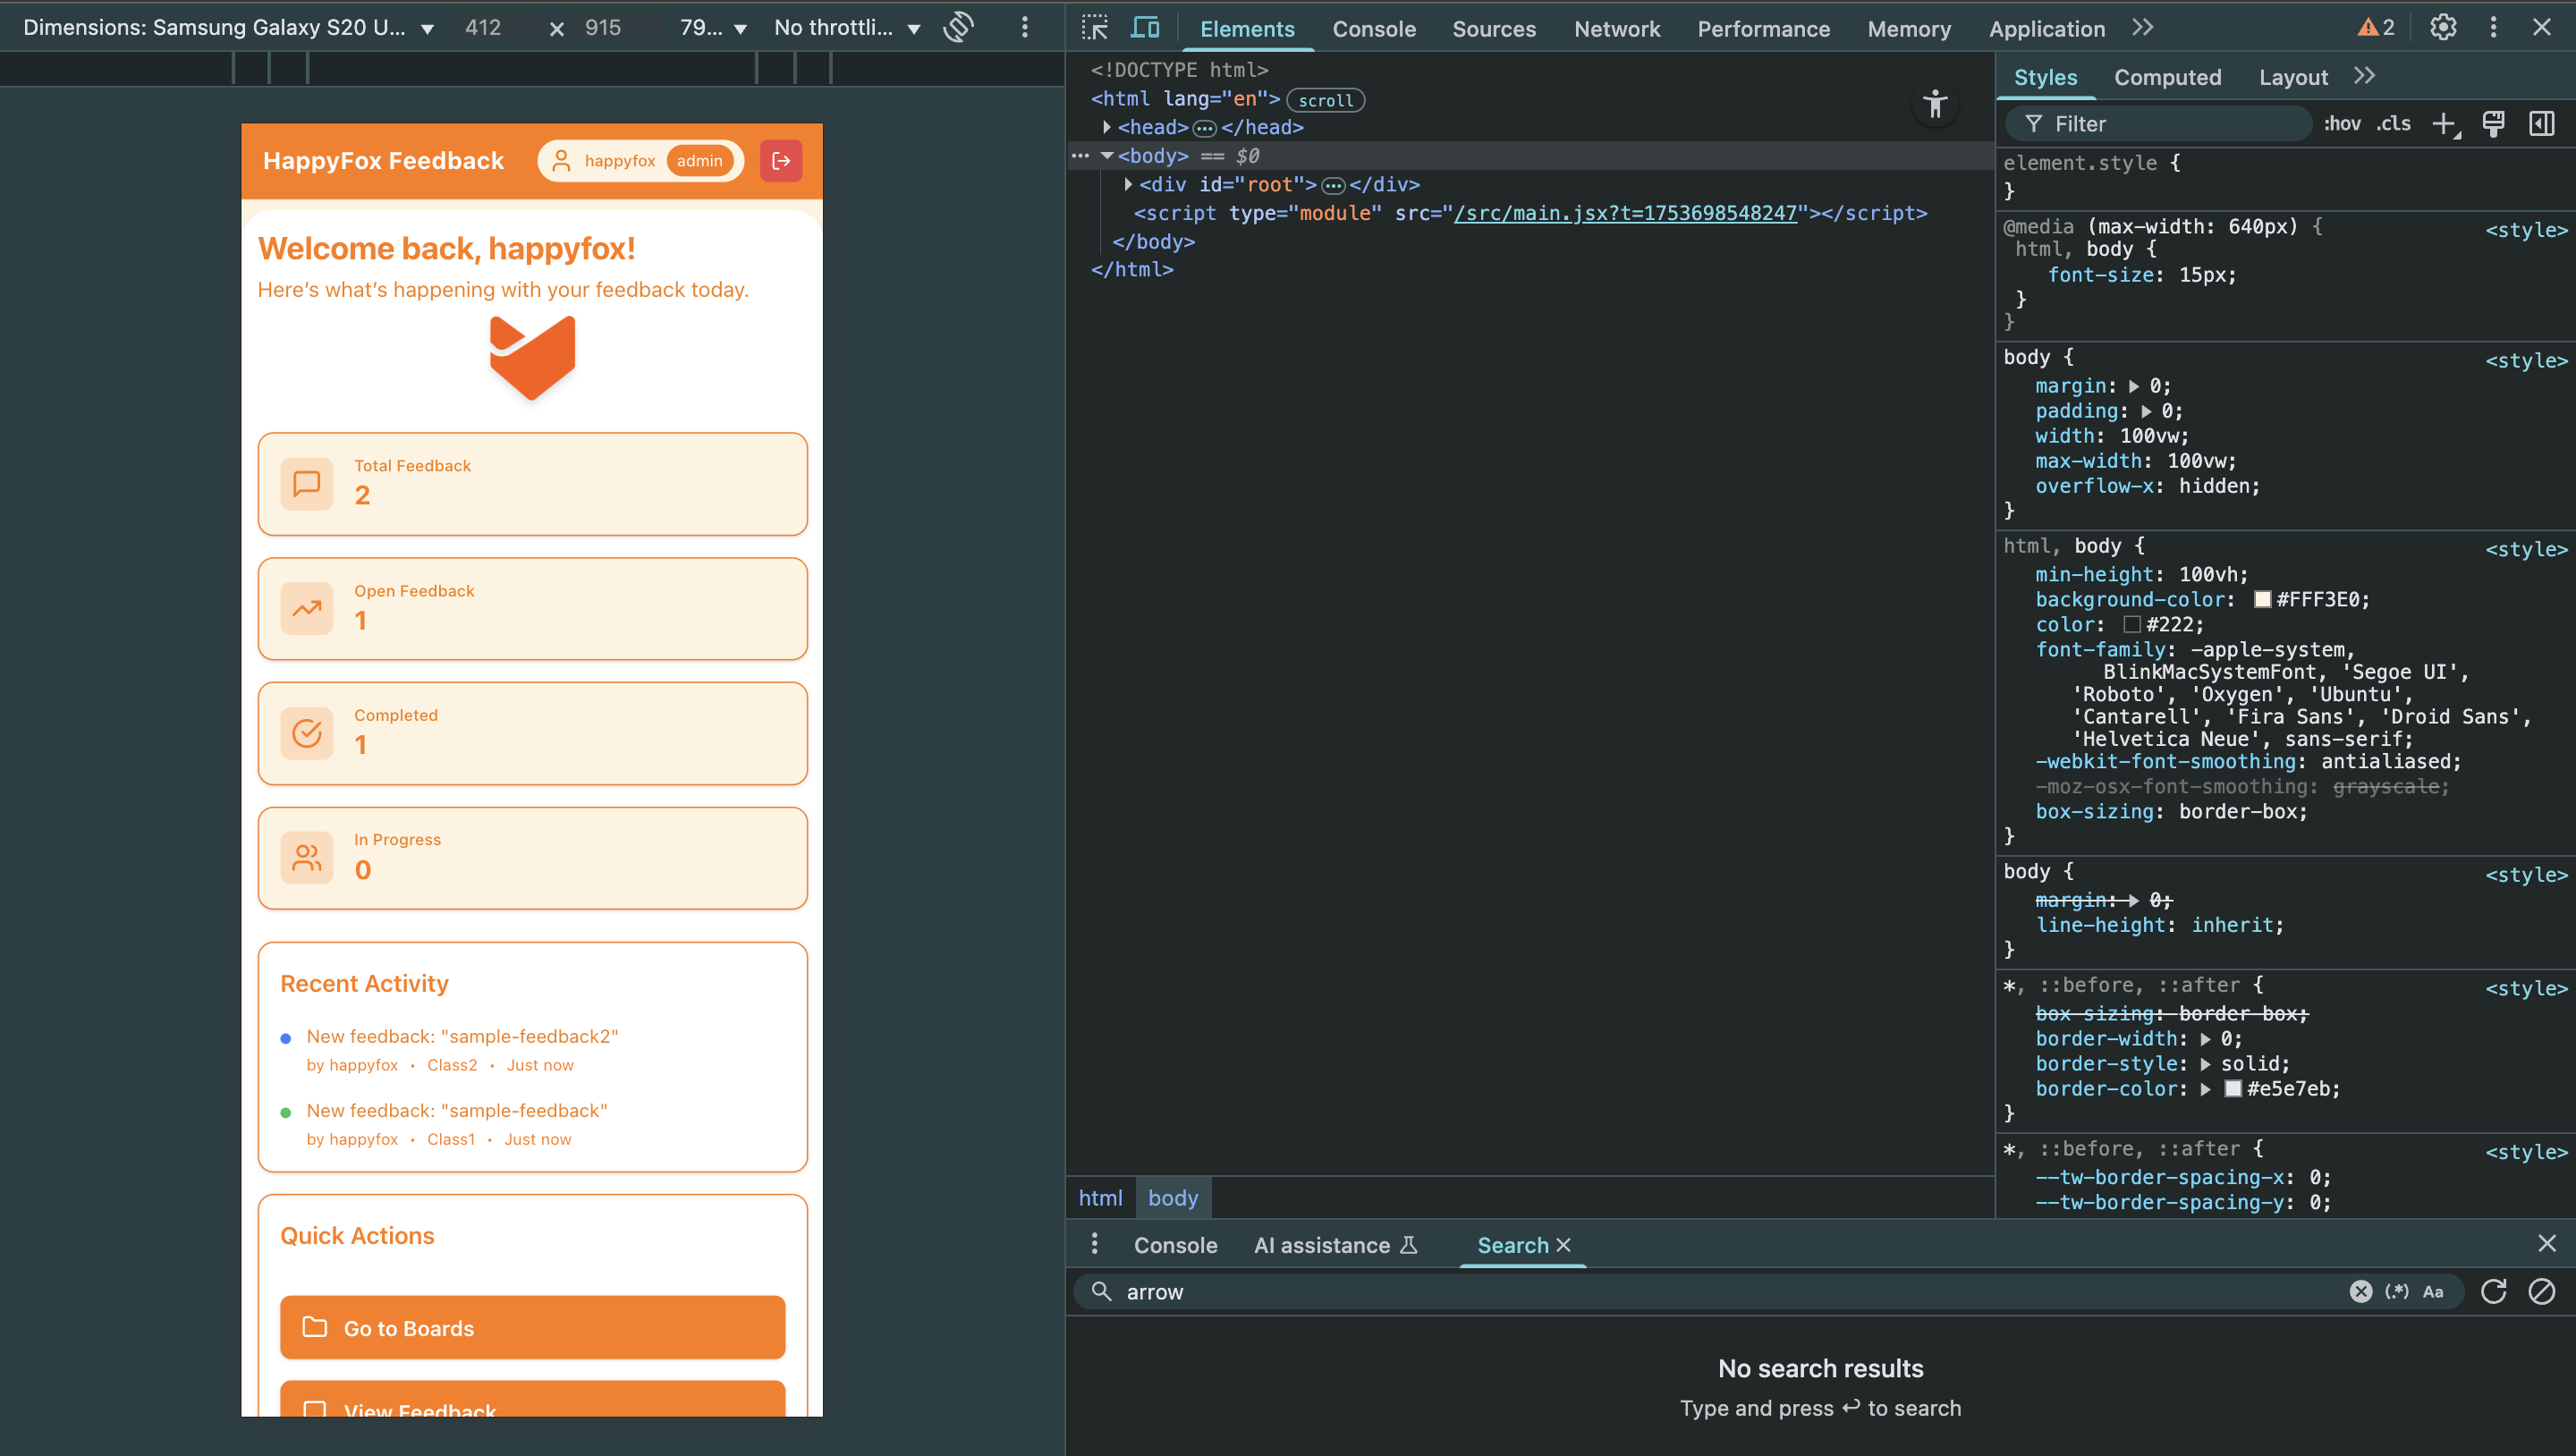 Dimensions: Samsung Galaxy S20 U... 412 × 915 79... No throttli...
HappyFox Feedback
happyfox admin
Welcome back, happyfox!
Here’s what’s happening with your feedback today.
Total Feedback
2
Open Feedback
1
Completed
1
In Progress
0
Recent Activity
New feedback: "sample-feedback2"
by happyfox • Class2 • Just now
New feedback: "sample-feedback"
by happyfox • Class1 • Just now
Quick Actions
Go to Boards
View Feedback
Elements Console Sources Network Performance Memory Application 2
<!DOCTYPE html>
<html lang="en"> scroll
<head> ••• </head>
••• <body> == $0
<div id="root"> ••• </div>
<script type="module" src="/src/main.jsx?t=1753698548247"></script>
</body>
</html>
html body
Styles Computed Layout
Filter :hov .cls
element.style {
}
@media (max-width: 640px) { <style>
html, body {
font-size: 15px;
}
}
body { <style>
margin: 0;
padding: 0;
width: 100vw;
max-width: 100vw;
overflow-x: hidden;
}
html, body { <style>
min-height: 100vh;
background-color: #FFF3E0;
color: #222;
font-family: -apple-system,
BlinkMacSystemFont, 'Segoe UI',
'Roboto', 'Oxygen', 'Ubuntu',
'Cantarell', 'Fira Sans', 'Droid Sans',
'Helvetica Neue', sans-serif;
-webkit-font-smoothing: antialiased;
-moz-osx-font-smoothing: grayscale;
box-sizing: border-box;
}
body { <style>
margin: 0;
line-height: inherit;
}
*, ::before, ::after { <style>
box-sizing: border-box;
border-width: 0;
border-style: solid;
border-color: #e5e7eb;
}
*, ::before, ::after { <style>
--tw-border-spacing-x: 0;
--tw-border-spacing-y: 0;
Console AI assistance Search
arrow (.*) Aa
No search results
Type and press ↩ to search